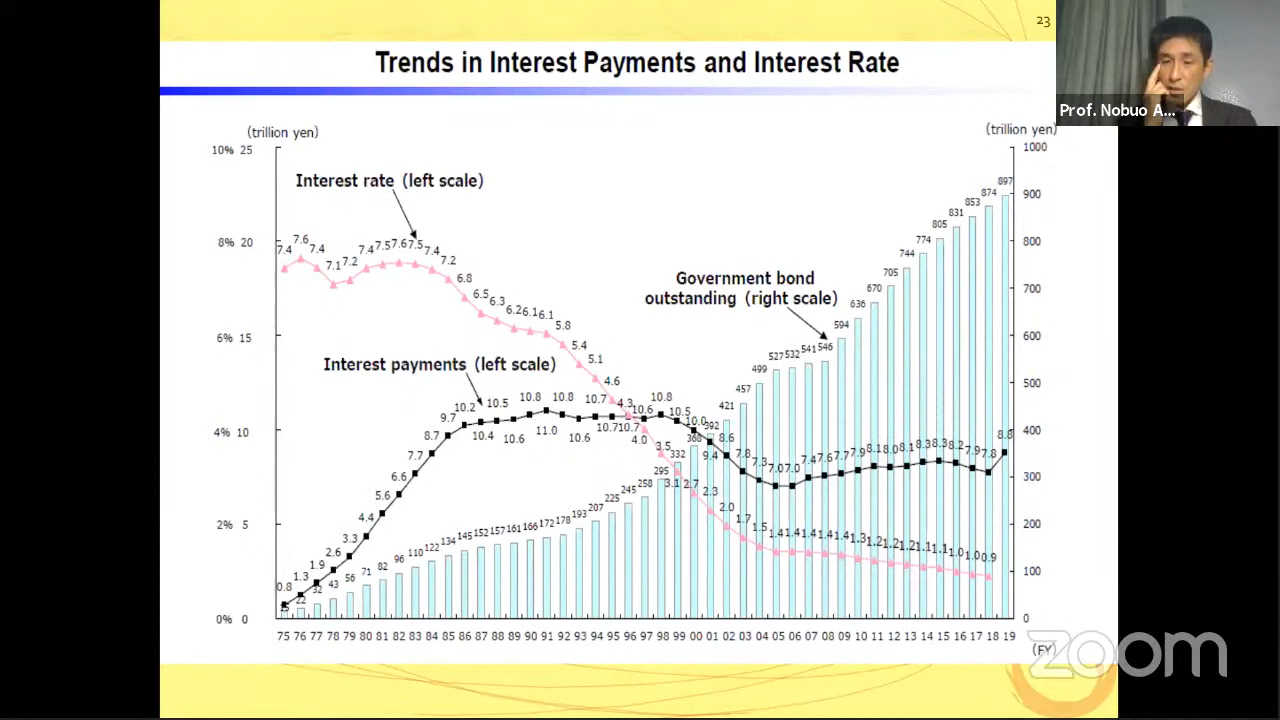 23
Prof. Nobuo A...
Trends in Interest Payments and Interest Rate
(trillion yen)
(trillion yen)
10% 25
8% 20
6% 15
4% 10
2% 5
0% 0
1000
900
800
700
600
500
400
300
200
100
0
Interest rate (left scale)
7.4 7.6 7.4 7.1 7.2 7.4 7.5 7.6 7.5 7.4 7.2 6.8 6.5 6.3 6.2 6.1 6.1 5.8 5.4 5.1 4.6 4.3 4.0 3.5 3.1 2.7 2.3 2.0 1.7 1.5 1.4 1.4 1.4 1.4 1.4 1.3 1.2 1.2 1.2 1.1 1.1 1.0 1.0 0.9
Interest payments (left scale)
0.8 1.3 1.9 2.6 3.3 4.4 5.6 6.6 7.7 8.7 9.7 10.2 10.4 10.5 10.6 10.8 11.0 10.8 10.6 10.7 10.7 10.7 10.6 10.8 10.5 10.0 9.4 8.6 7.8 7.3 7.0 7.0 7.4 7.6 7.7 7.9 8.1 8.0 8.1 8.3 8.3 8.2 7.9 7.8 8.8
Government bond
outstanding (right scale)
22 32 43 56 71 82 96 110 122 134 145 152 157 161 166 172 178 193 207 225 245 258 295 332 368 392 421 457 499 527 532 541 546 594 636 670 705 744 774 805 831 853 874 897
75 76 77 78 79 80 81 82 83 84 85 86 87 88 89 90 91 92 93 94 95 96 97 98 99 00 01 02 03 04 05 06 07 08 09 10 11 12 13 14 15 16 17 18 19
(FY)
zoom